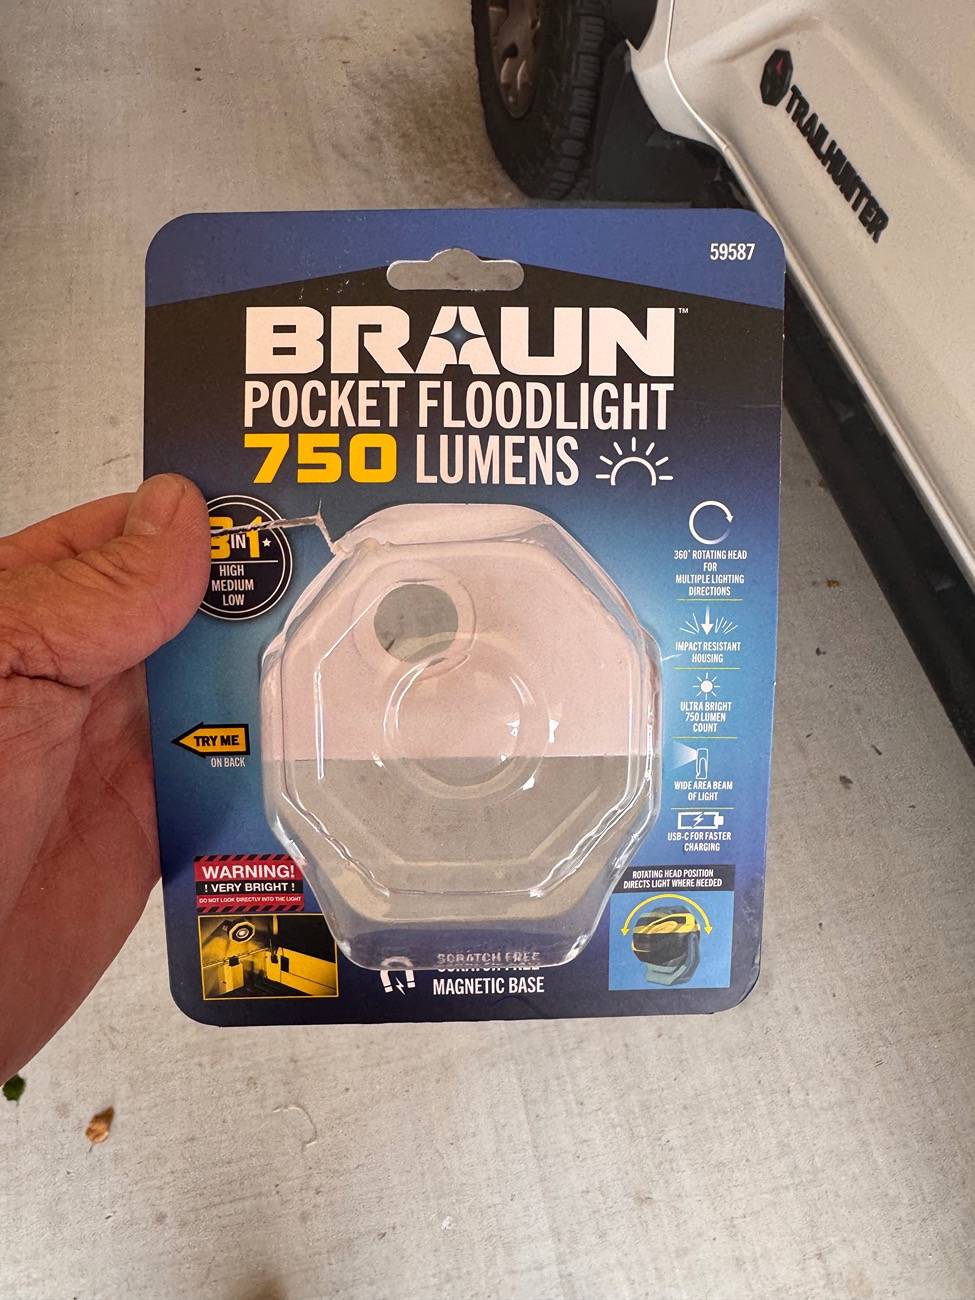 TRAILHUNTER
59587
BRAUN™
POCKET FLOODLIGHT
750 LUMENS
3 IN 1
HIGH
MEDIUM
LOW
360° ROTATING HEAD
FOR
MULTIPLE LIGHTING
DIRECTIONS
IMPACT RESISTANT
HOUSING
ULTRA BRIGHT
750 LUMEN
COUNT
WIDE AREA BEAM
OF LIGHT
USB-C FOR FASTER
CHARGING
TRY ME
ON BACK
WARNING!
! VERY BRIGHT !
DO NOT LOOK DIRECTLY INTO THE LIGHT
ROTATING HEAD POSITION
DIRECTS LIGHT WHERE NEEDED
SCRATCH FREE
MAGNETIC BASE